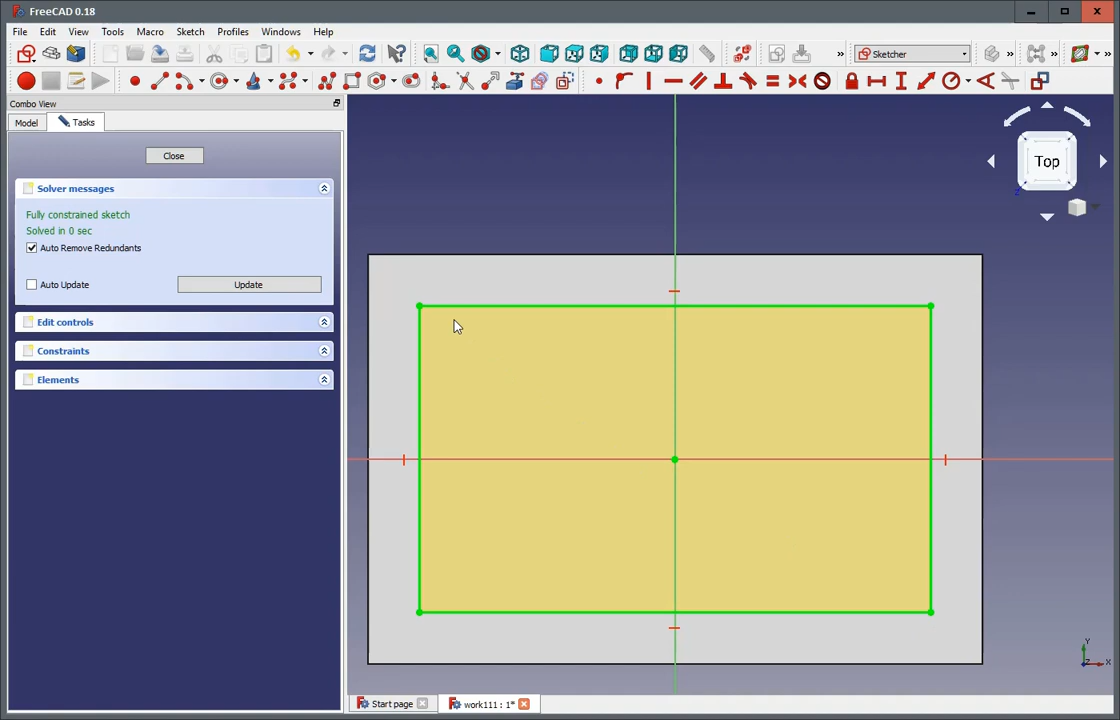 FreeCAD 0.18
File Edit View Tools Macro Sketch Profiles Windows Help
Sketcher
Combo View
Model Tasks
Close
Solver messages
Fully constrained sketch
Solved in 0 sec
Auto Remove Redundants
Auto Update Update
Edit controls
Constraints
Elements
Top
Z
Y
Z X
Start page work111 : 1*